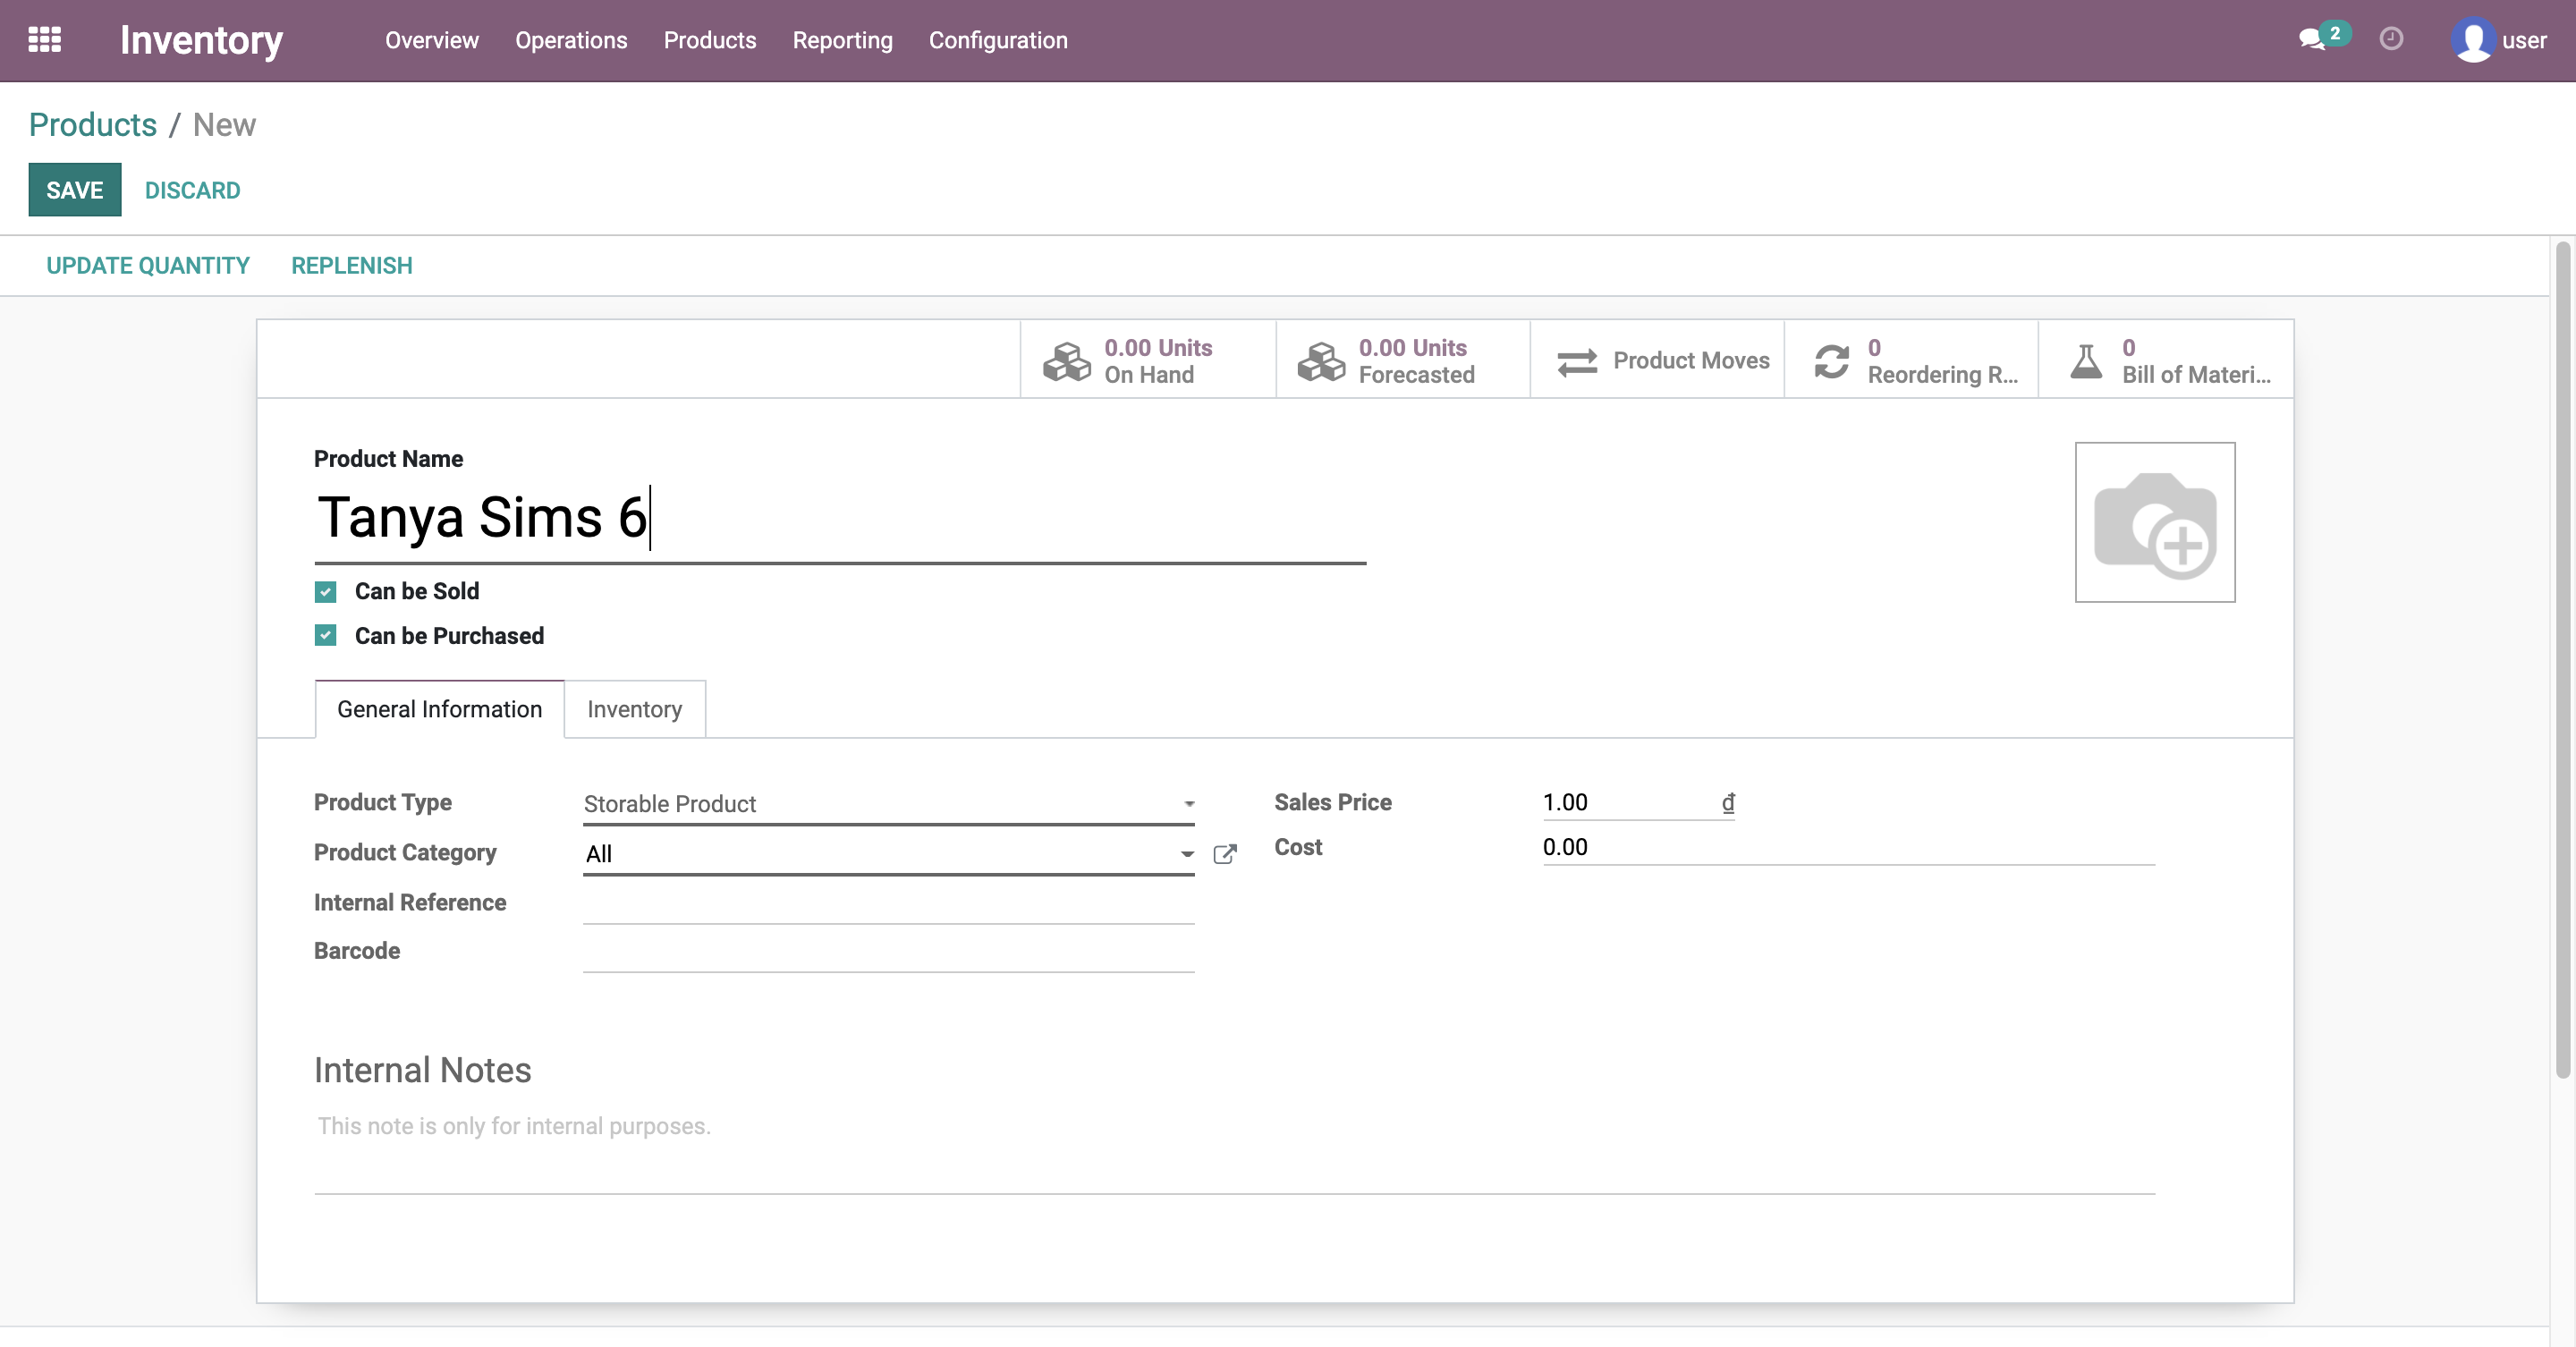 Inventory
Overview
Operations
Products
Reporting
Configuration
2
user
Products / New
SAVE
DISCARD
UPDATE QUANTITY
REPLENISH
0.00 Units
On Hand
0.00 Units
Forecasted
Product Moves
0
Reordering R...
0
Bill of Materi...
Product Name
Tanya Sims 6
Can be Sold
Can be Purchased
General Information
Inventory
Product Type
Storable Product
Sales Price
1.00
₫
Product Category
All
Cost
0.00
Internal Reference
Barcode
Internal Notes
This note is only for internal purposes.